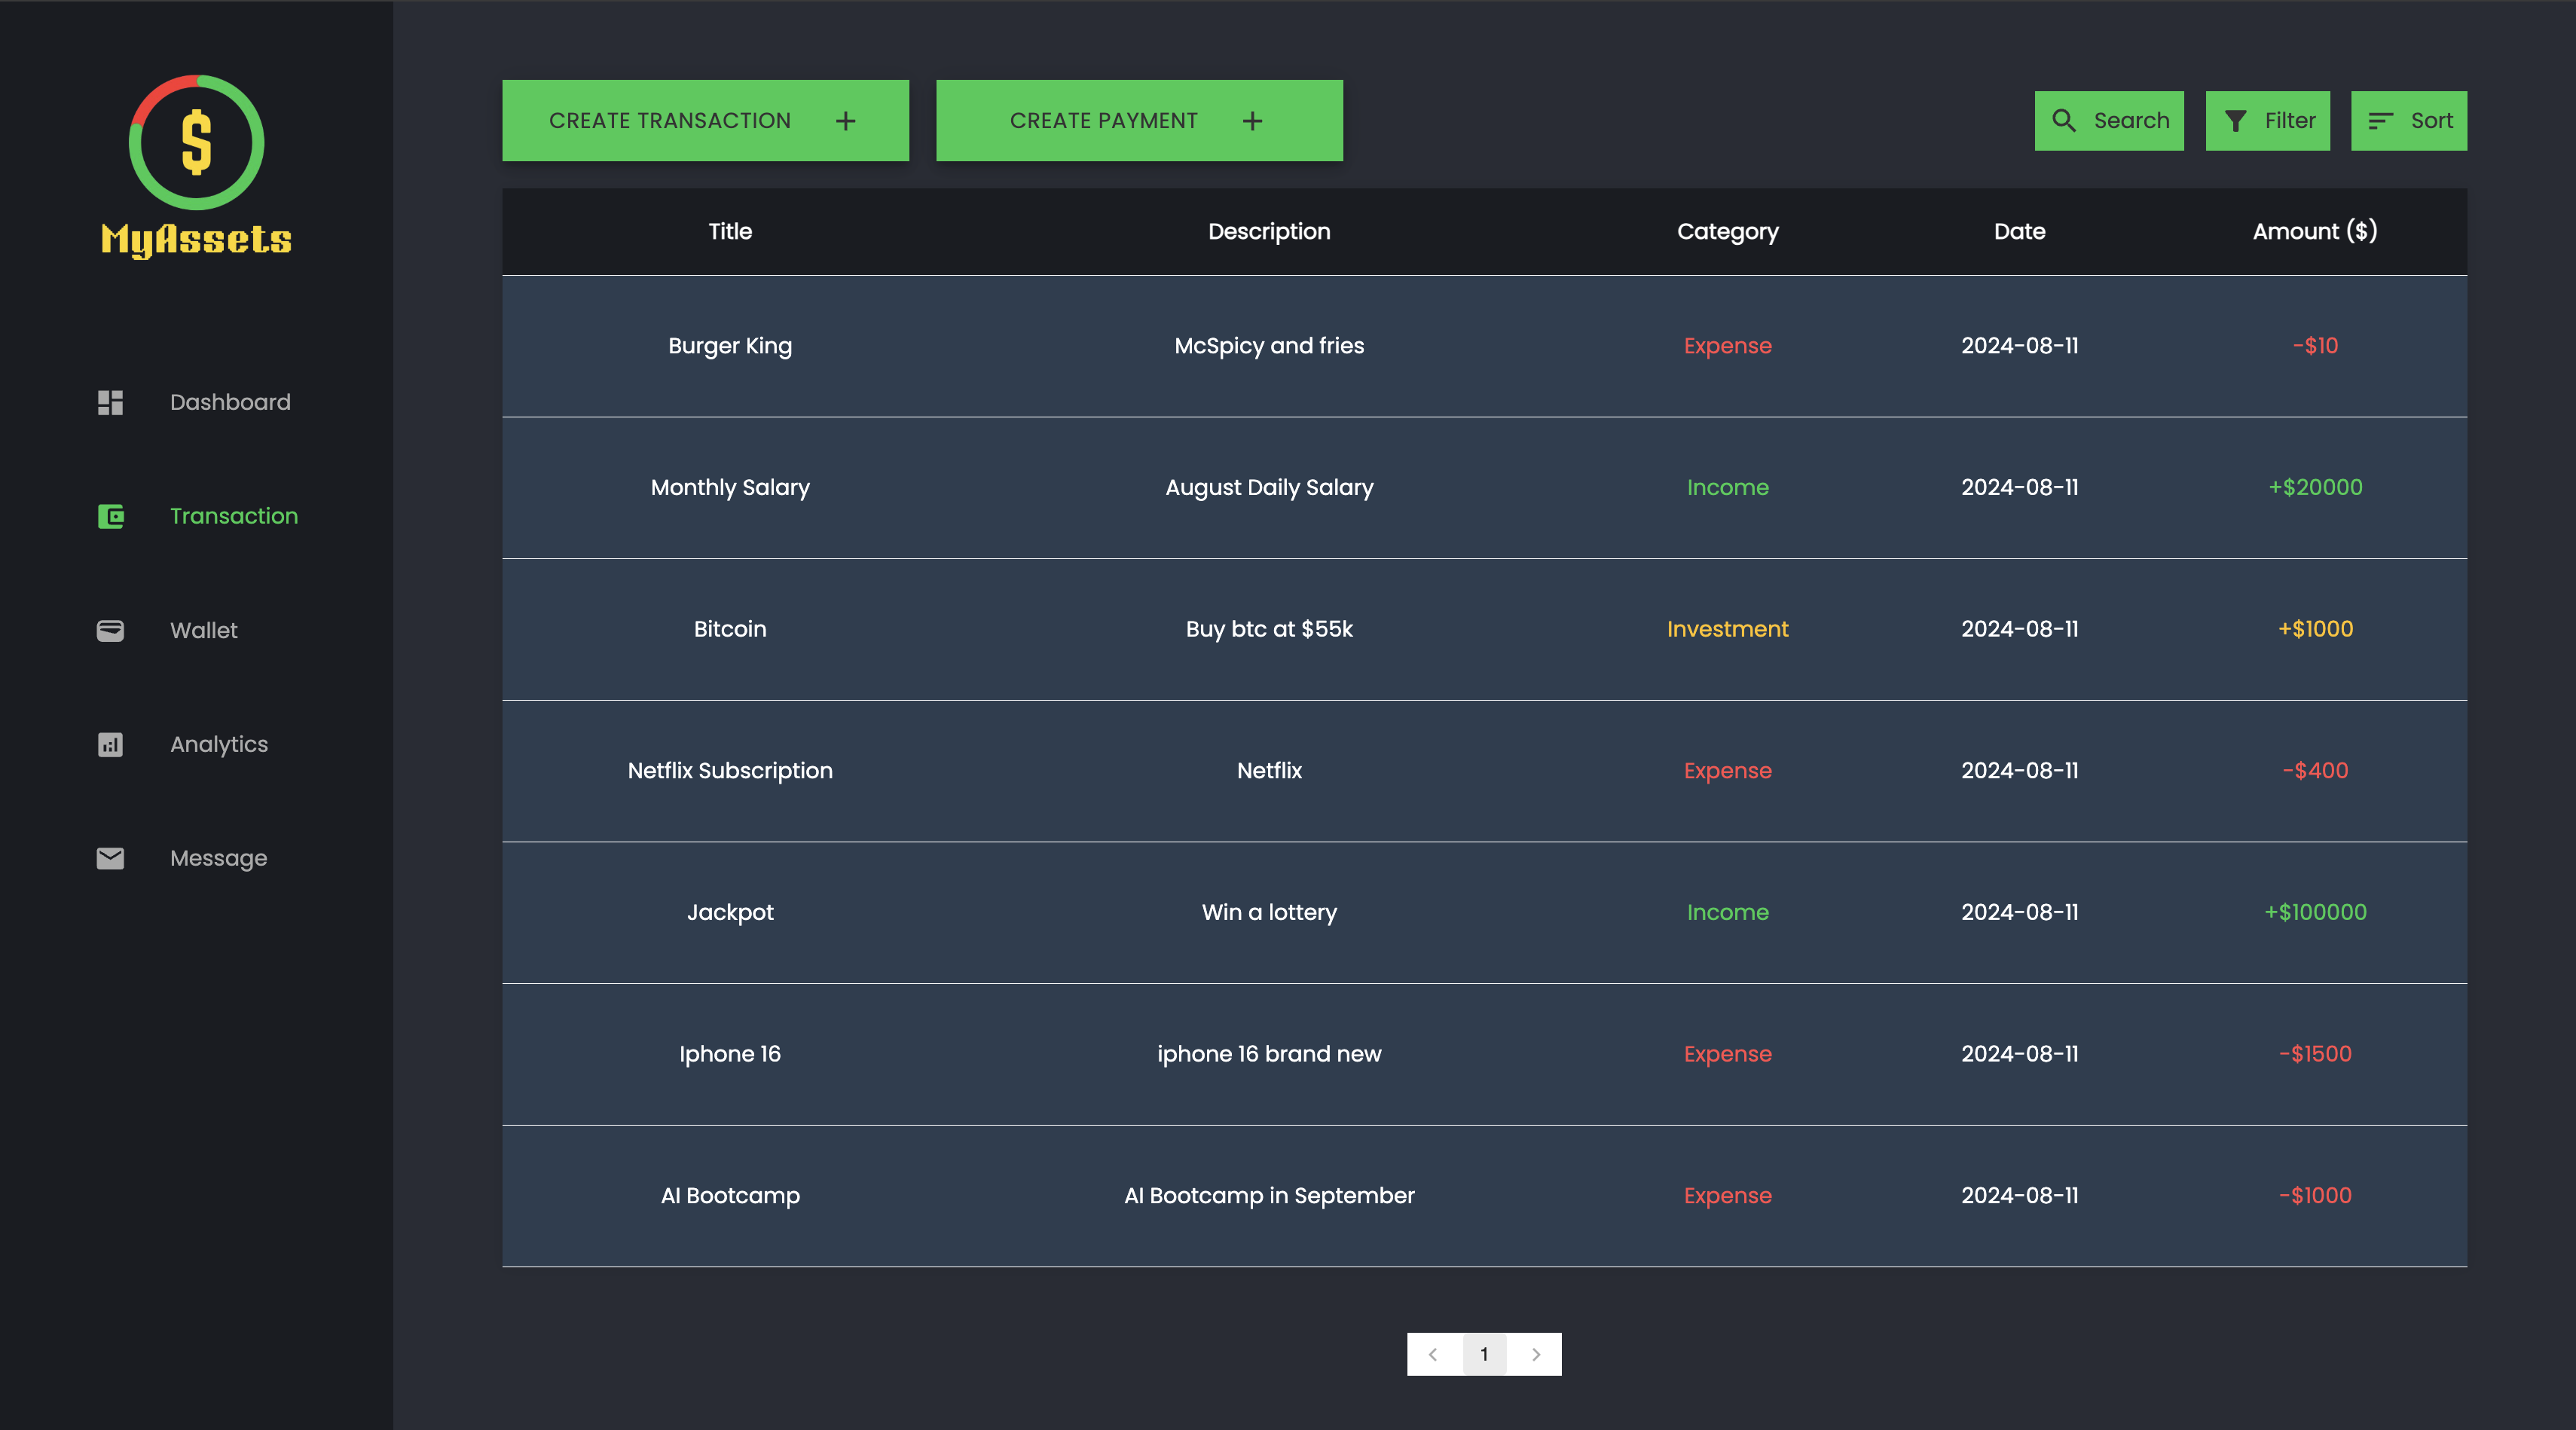 $
MyAssets
Dashboard
Transaction
Wallet
Analytics
Message
CREATE TRANSACTION +
CREATE PAYMENT +
Search
Filter
Sort
Title Description Category Date Amount ($)
Burger King McSpicy and fries Expense 2024-08-11 -$10
Monthly Salary August Daily Salary Income 2024-08-11 +$20000
Bitcoin Buy btc at $55k Investment 2024-08-11 +$1000
Netflix Subscription Netflix Expense 2024-08-11 -$400
Jackpot Win a lottery Income 2024-08-11 +$100000
Iphone 16 iphone 16 brand new Expense 2024-08-11 -$1500
AI Bootcamp AI Bootcamp in September Expense 2024-08-11 -$1000
1